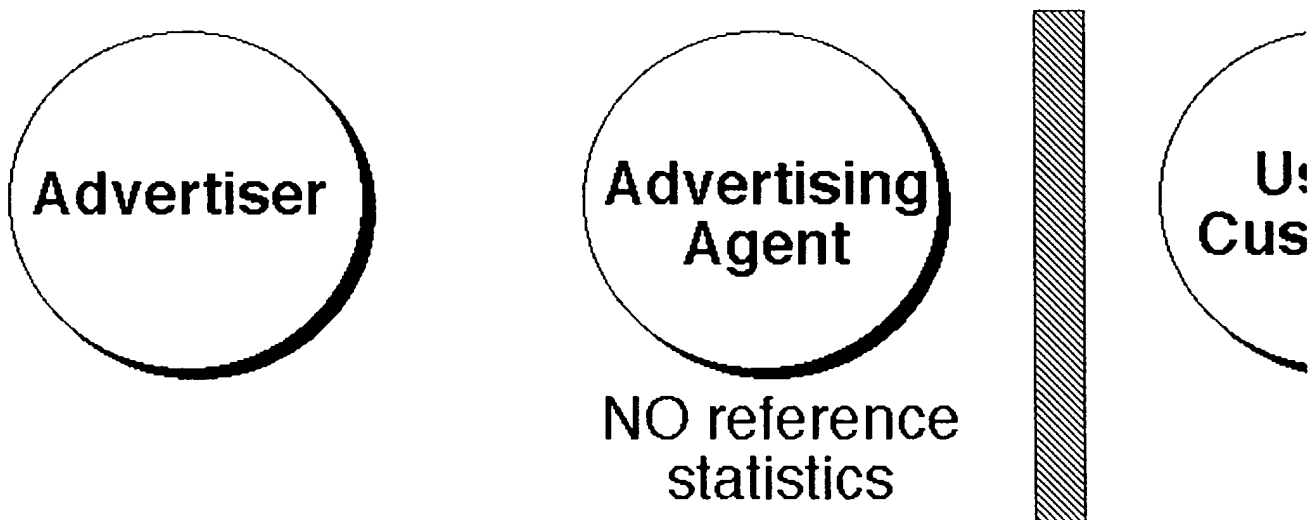 Advertiser
Advertising
Agent
NO reference
statistics